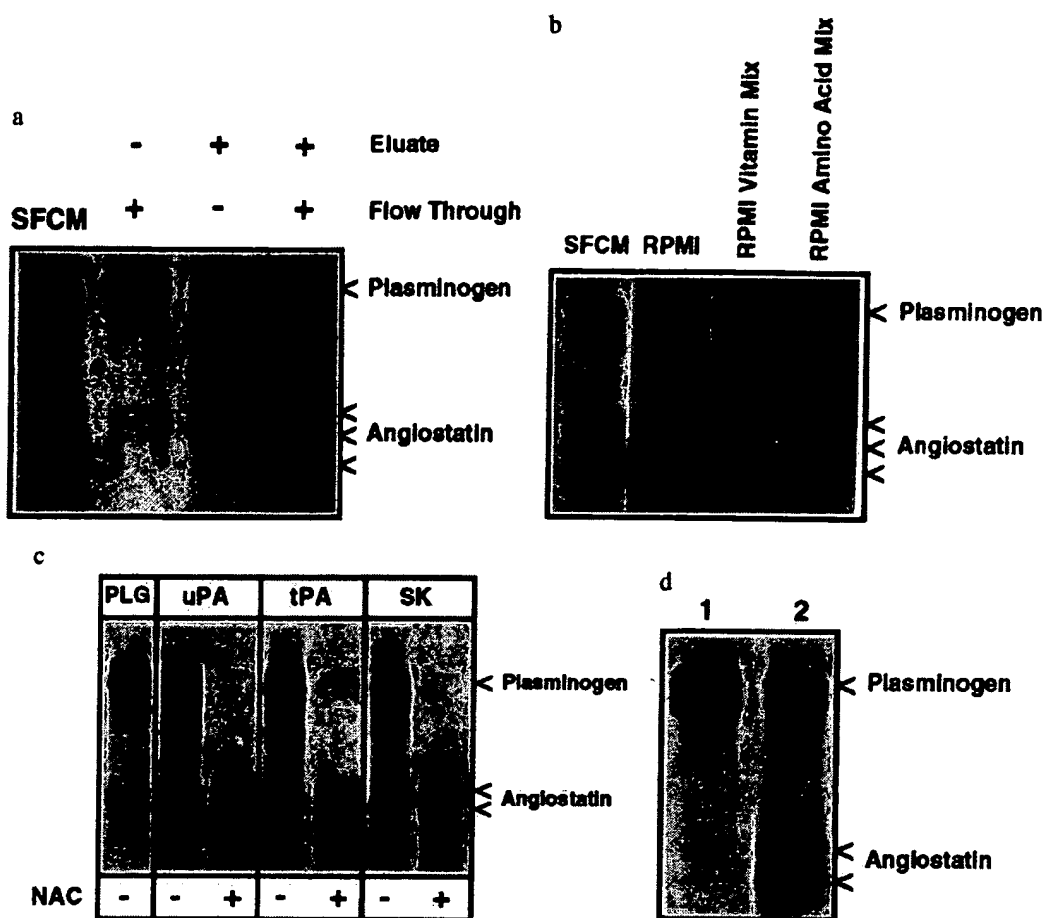 a
- + + Eluate
SFCM + - + Flow Through
< Plasminogen
<
< Angiostatin
<
b
SFCM RPMI RPMI Vitamin Mix RPMI Amino Acid Mix
< Plasminogen
<
< Angiostatin
<
c
PLG uPA tPA SK
< Plasminogen
< Angiostatin
<
NAC - - + - + - +
d
1 2
< Plasminogen
< Angiostatin
<